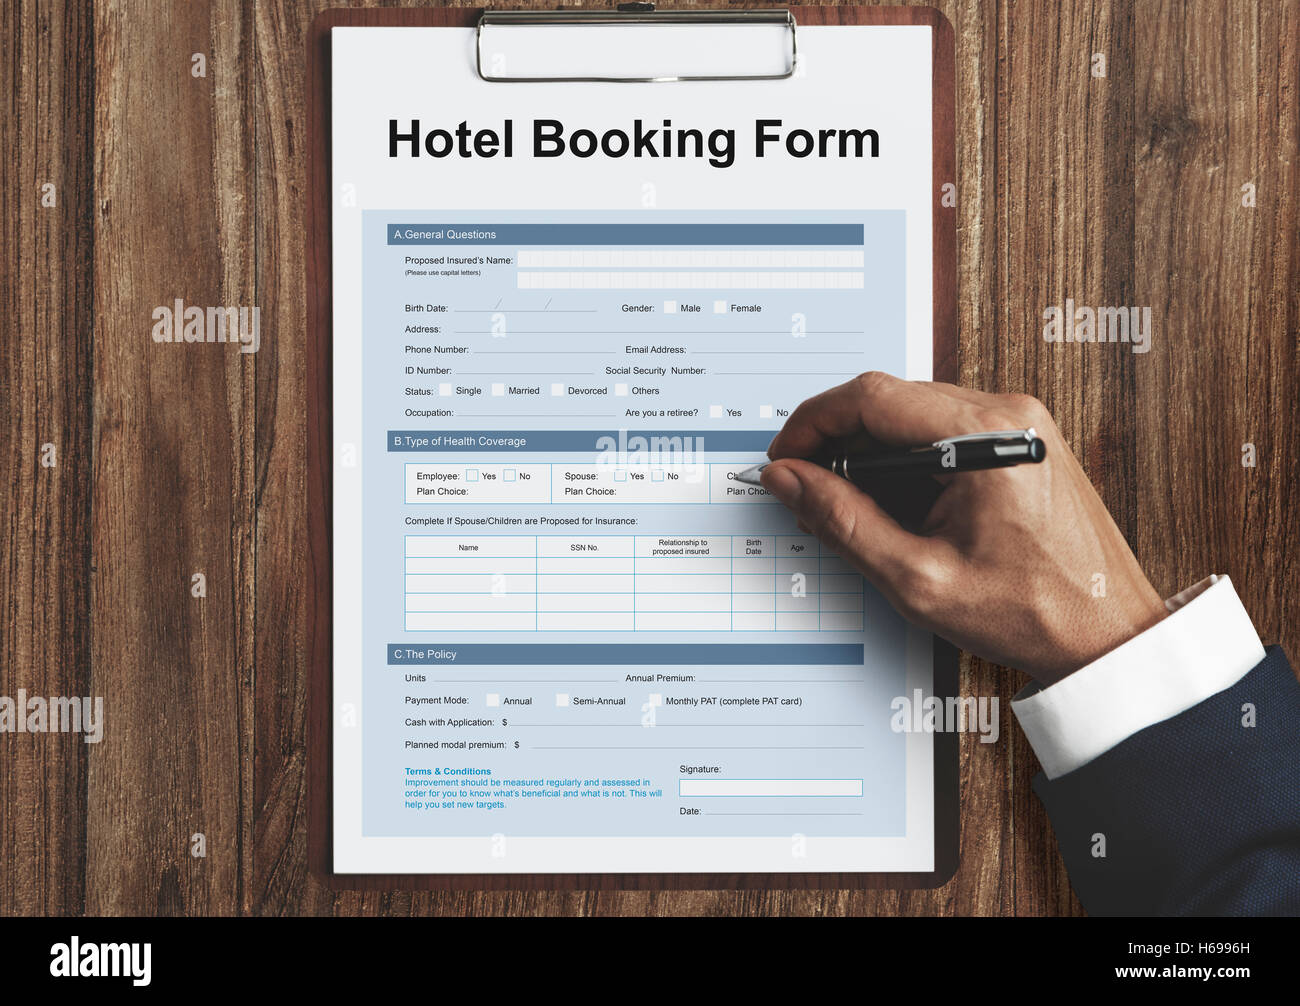 Hotel Booking Form
A.General Questions
Proposed Insured's Name:
(Please use capital letters)
Birth Date: / / Gender: Male Female
Address:
Phone Number: Email Address:
ID Number: Social Security Number:
Status: Single Married Devorced Others
Occupation: Are you a retiree? Yes No
B.Type of Health Coverage
Employee: Yes No Spouse: Yes No
Plan Choice: Plan Choice: Plan
Complete If Spouse/Children are Proposed for Insurance:
Name SSN No. Relationship to proposed insured Birth Date Age
C.The Policy
Units Annual Premium:
Payment Mode: Annual Semi-Annual Monthly PAT (complete PAT card)
Cash with Application: $
Planned modal premium: $
Terms & Conditions
Improvement should be measured regularly and assessed in
order for you to know what's beneficial and what is not. This will
help you set new targets.
Signature:
Date:
alamy
alamy
alamy
alamy
alamy
alamy
Image ID: H6996H
www.alamy.com